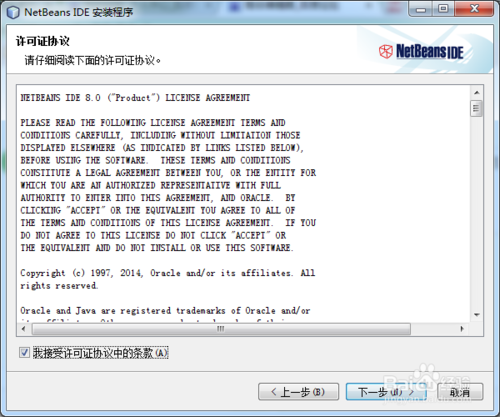 NetBeans IDE 安装程序
许可证协议
请仔细阅读下面的许可证协议。
NetBeans IDE
NETBEANS IDE 8.0 ("Product") LICENSE AGREEMENT
PLEASE READ THE FOLLOWING LICENSE AGREEMENT TERMS AND
CONDITIONS CAREFULLY, INCLUDING WITHOUT LIMITATION THOSE
DISPLAYED ELSEWHERE (AS INDICATED BY LINKS LISTED BELOW),
BEFORE USING THE SOFTWARE.  THESE TERMS AND CONDITIONS
CONSTITUTE A LEGAL AGREEMENT BETWEEN YOU, OR THE ENTITY FOR
WHICH YOU ARE AN AUTHORIZED REPRESENTATIVE WITH FULL
AUTHORITY TO ENTER INTO THIS AGREEMENT, AND ORACLE.  BY
CLICKING "ACCEPT" OR THE EQUIVALENT YOU AGREE TO ALL OF
THE TERMS AND CONDITIONS OF THIS LICENSE AGREEMENT.  IF YOU
DO NOT AGREE TO THIS LICENSE DO NOT CLICK "ACCEPT" OR
THE EQUIVALENT AND DO NOT INSTALL OR USE THIS SOFTWARE.
Copyright (c) 1997, 2014, Oracle and/or its affiliates. All
rights reserved.
Oracle and Java are registered trademarks of Oracle and/or
我接受许可证协议中的条款(A)
< 上一步(B)
下一步(N) >
取消
Baidu 经验